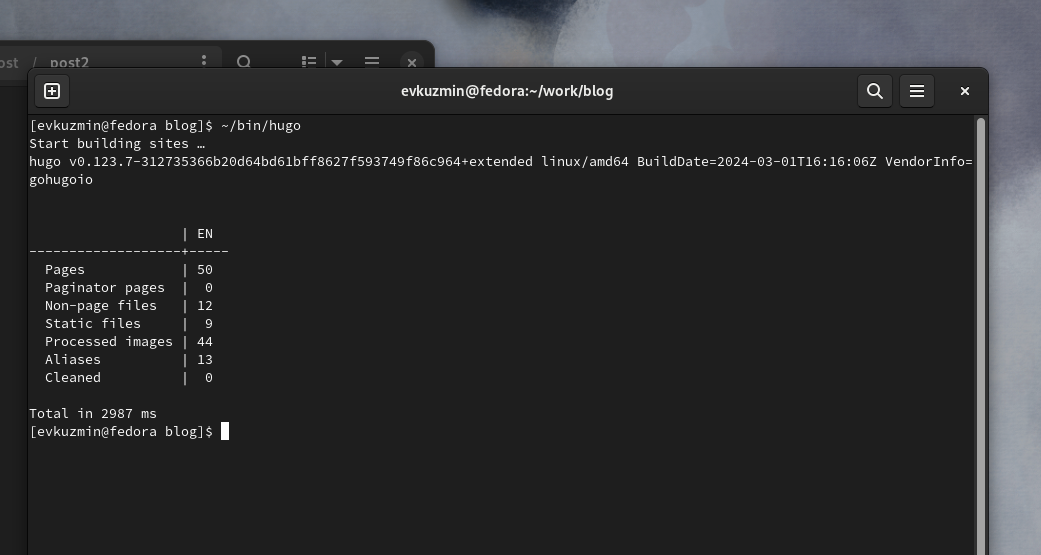 ost / post2
evkuzmin@fedora:~/work/blog
[evkuzmin@fedora blog]$ ~/bin/hugo
Start building sites …
hugo v0.123.7-312735366b20d64bd61bff8627f593749f86c964+extended linux/amd64 BuildDate=2024-03-01T16:16:06Z VendorInfo=
gohugoio
| EN
-------------------+-----
Pages | 50
Paginator pages | 0
Non-page files | 12
Static files | 9
Processed images | 44
Aliases | 13
Cleaned | 0
Total in 2987 ms
[evkuzmin@fedora blog]$